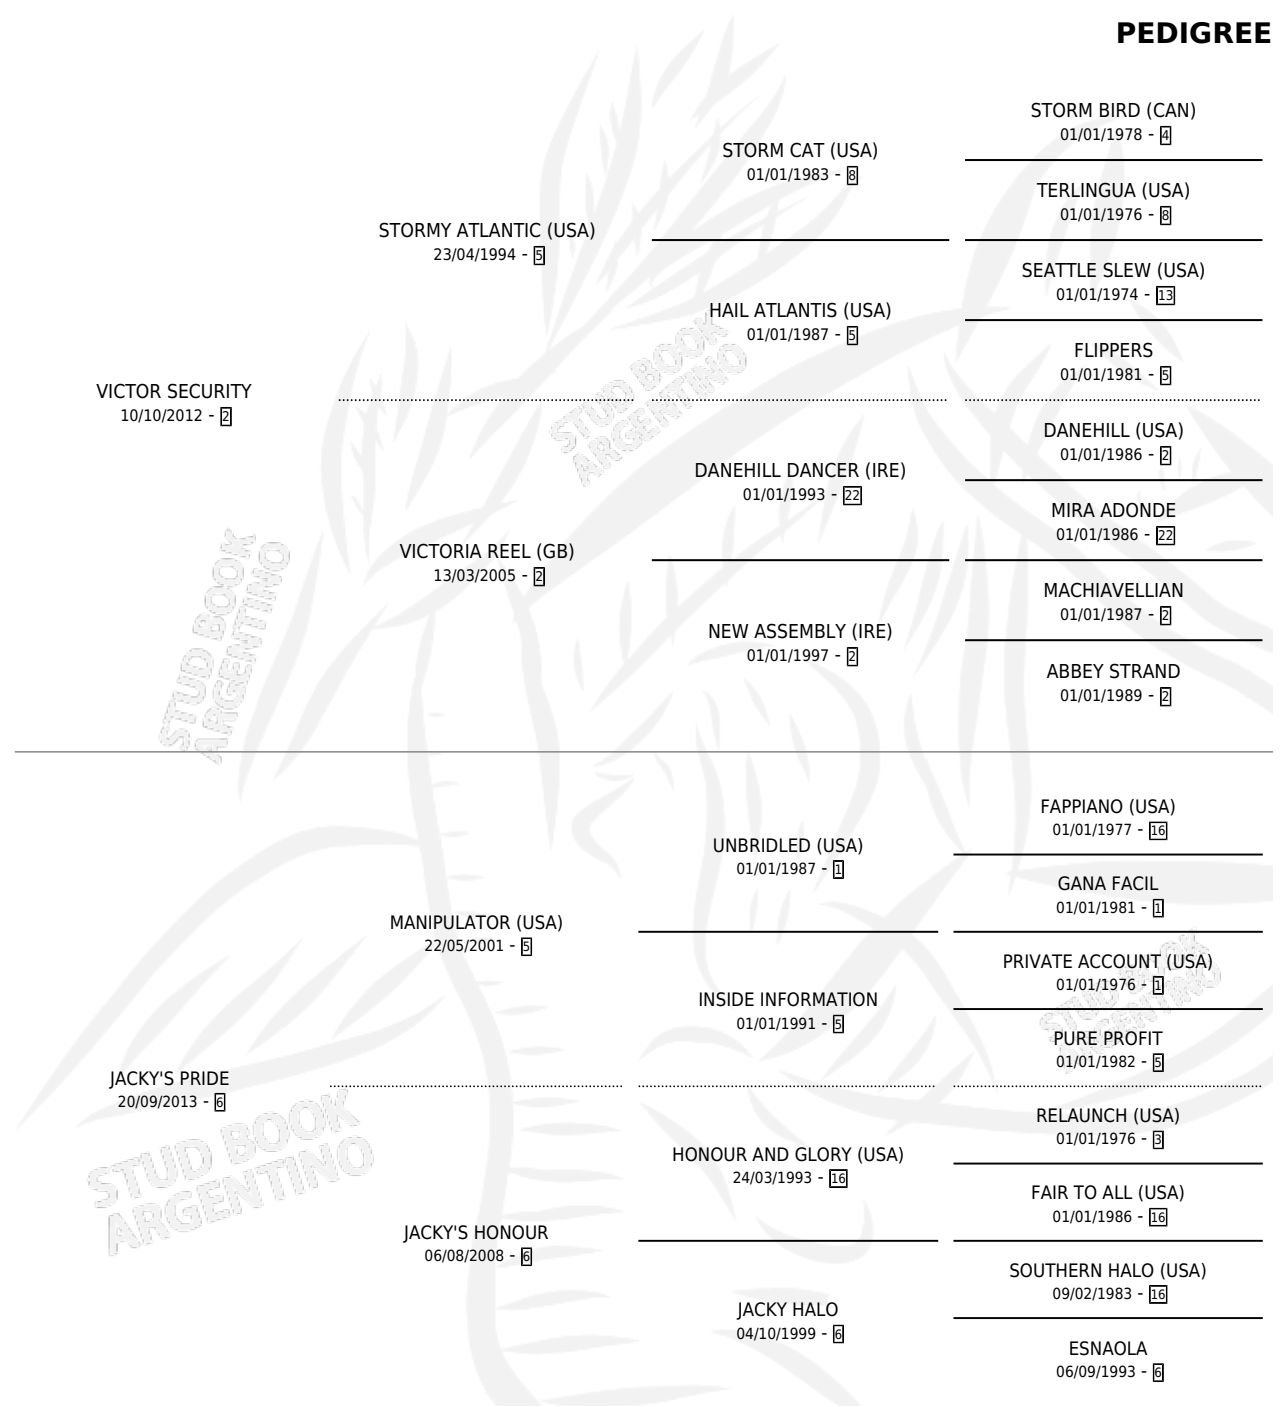 PEDIGREE
STORM BIRD (CAN)
01/01/1978 - 4
STORM CAT (USA)
01/01/1983 - 8
TERLINGUA (USA)
01/01/1976 - 8
STORMY ATLANTIC (USA)
23/04/1994 - 5
SEATTLE SLEW (USA)
01/01/1974 - 13
HAIL ATLANTIS (USA)
01/01/1987 - 5
FLIPPERS
01/01/1981 - 5
VICTOR SECURITY
10/10/2012 - 2
DANEHILL (USA)
01/01/1986 - 2
DANEHILL DANCER (IRE)
01/01/1993 - 22
MIRA ADONDE
01/01/1986 - 22
VICTORIA REEL (GB)
13/03/2005 - 2
MACHIAVELLIAN
01/01/1987 - 2
NEW ASSEMBLY (IRE)
01/01/1997 - 2
ABBEY STRAND
01/01/1989 - 2
FAPPIANO (USA)
01/01/1977 - 16
UNBRIDLED (USA)
01/01/1987 - 1
GANA FACIL
01/01/1981 - 1
MANIPULATOR (USA)
22/05/2001 - 5
PRIVATE ACCOUNT (USA)
01/01/1976 - 1
INSIDE INFORMATION
01/01/1991 - 5
PURE PROFIT
01/01/1982 - 5
JACKY'S PRIDE
20/09/2013 - 6
RELAUNCH (USA)
01/01/1976 - 3
HONOUR AND GLORY (USA)
24/03/1993 - 16
FAIR TO ALL (USA)
01/01/1986 - 16
JACKY'S HONOUR
06/08/2008 - 6
SOUTHERN HALO (USA)
09/02/1983 - 16
JACKY HALO
04/10/1999 - 6
ESNAOLA
06/09/1993 - 6
STUD BOOK
ARGENTINO
STUD BOOK
ARGENTINO
STUD BOOK
ARGENTINO
STUD BOOK
ARGENTINO